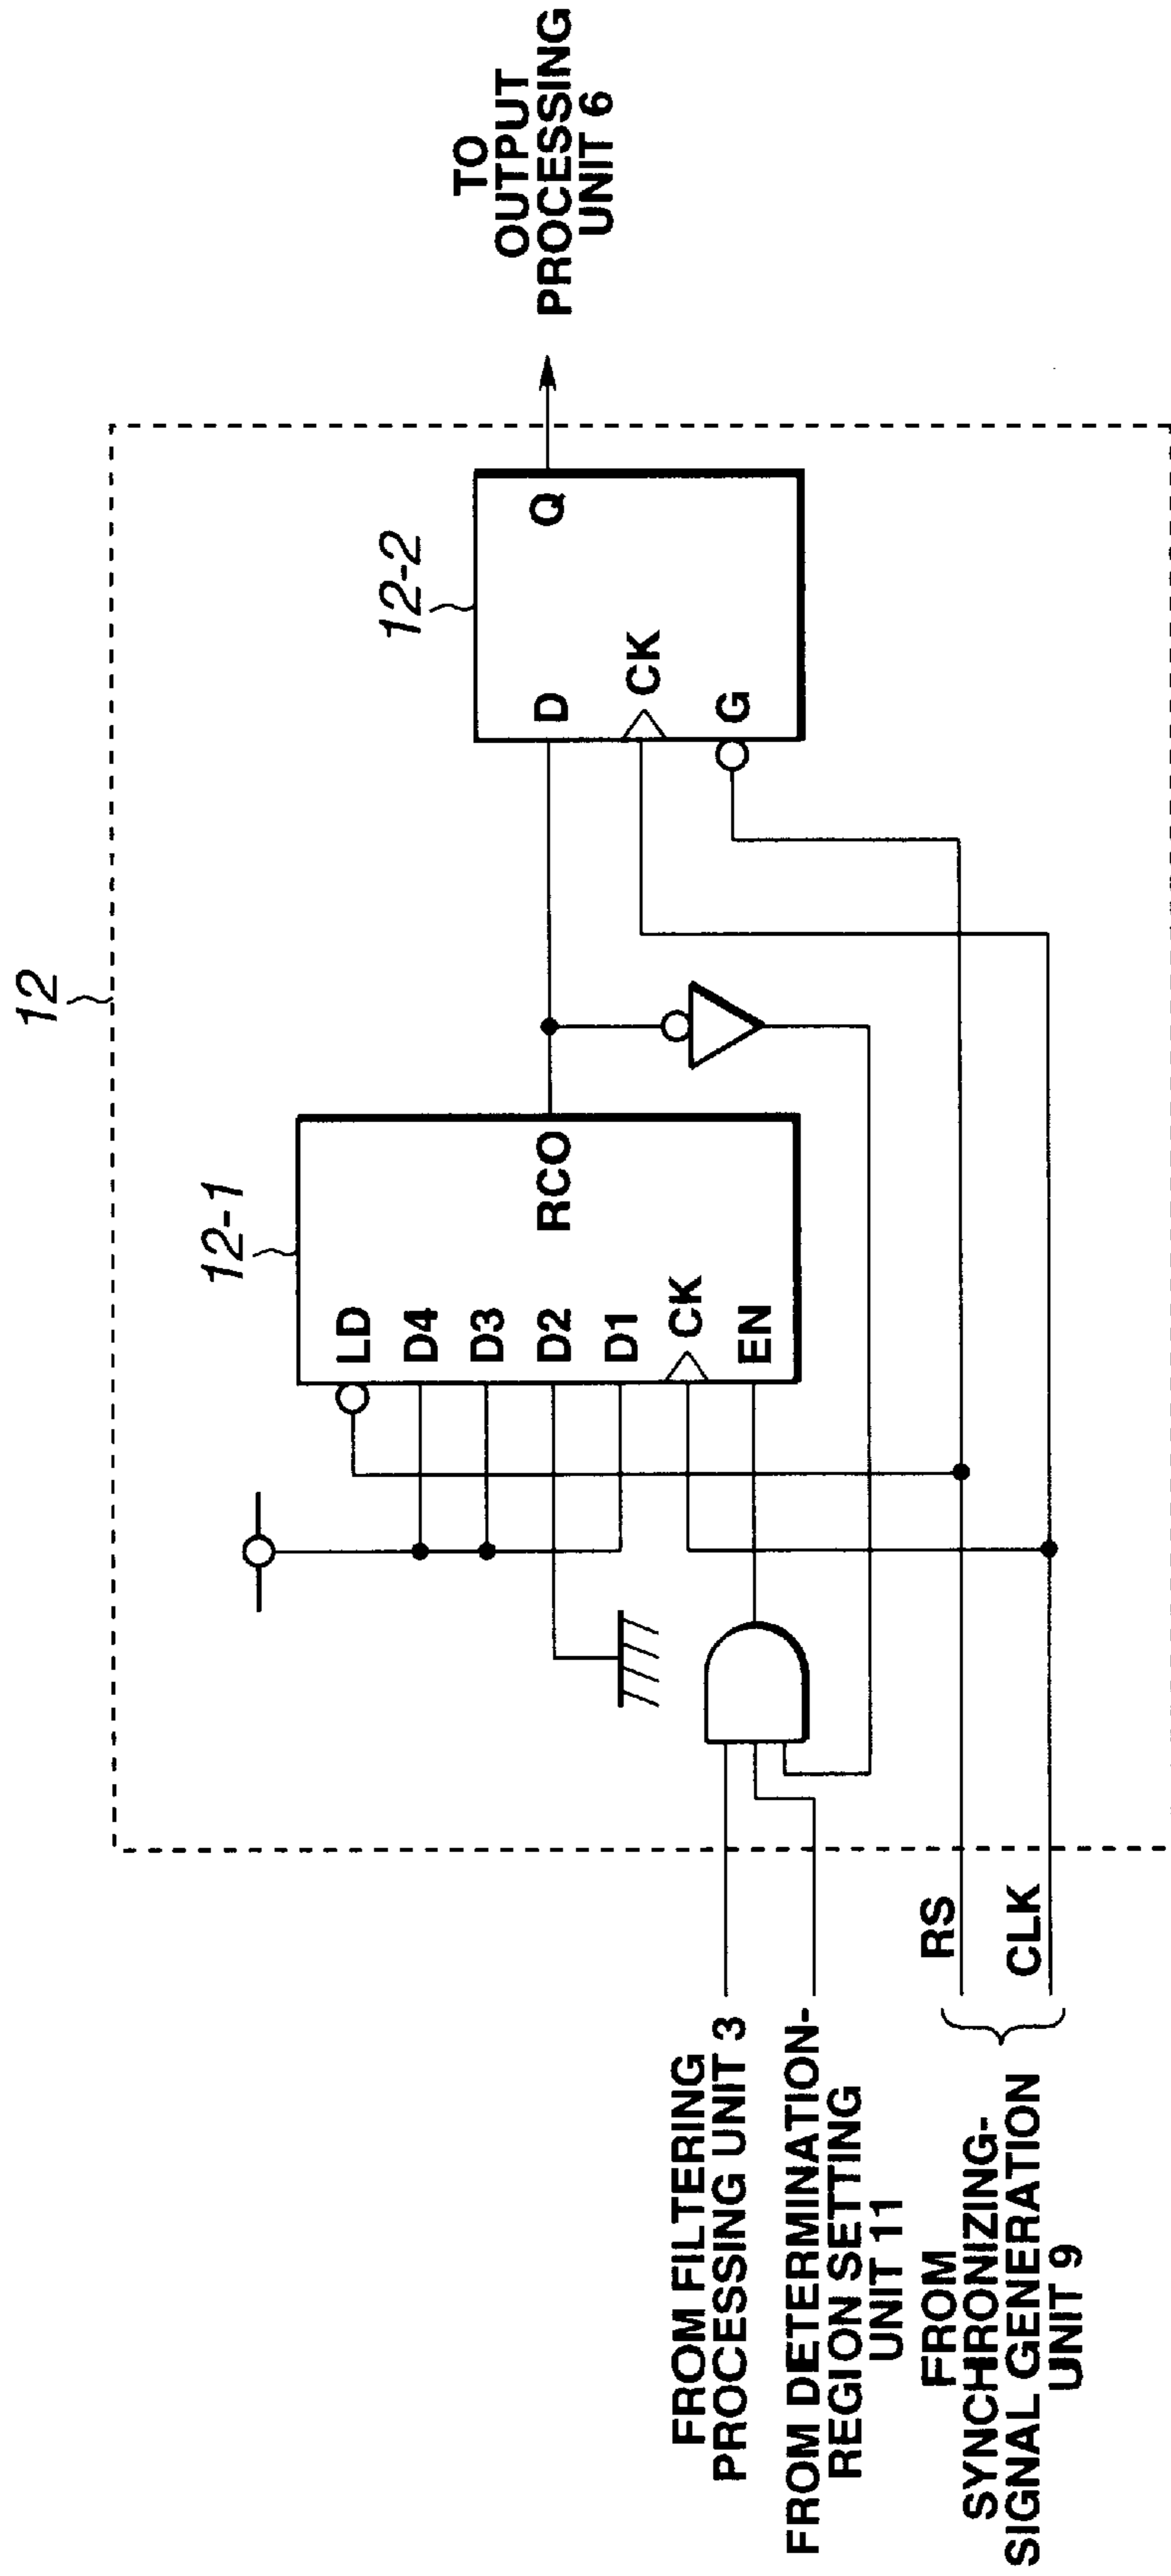 12
12-1
LD
D4
D3
D2
D1
CK
EN
RCO
12-2
D
CK
G
Q
TO
OUTPUT
PROCESSING
UNIT 6
FROM FILTERING
PROCESSING UNIT 3
FROM DETERMINATION-
REGION SETTING
UNIT 11
RS
CLK
FROM
SYNCHRONIZING-
SIGNAL GENERATION
UNIT 9